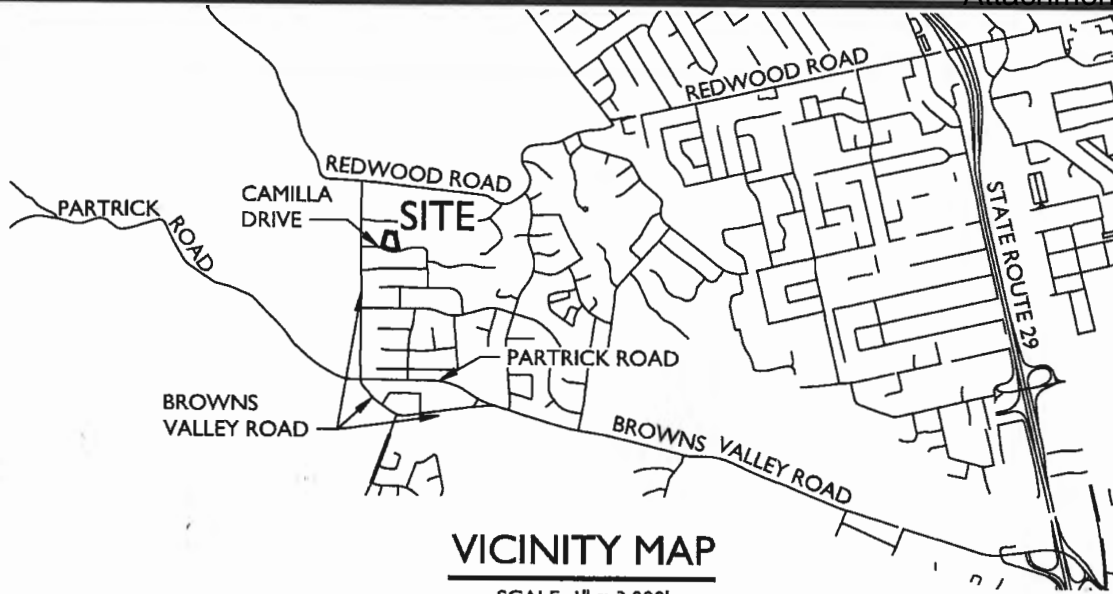 REDWOOD ROAD
REDWOOD ROAD
CAMILLA
DRIVE
SITE
PARTRICK ROAD
STATE ROUTE 29
PARTRICK ROAD
BROWNS
VALLEY ROAD
BROWNS VALLEY ROAD
VICINITY MAP